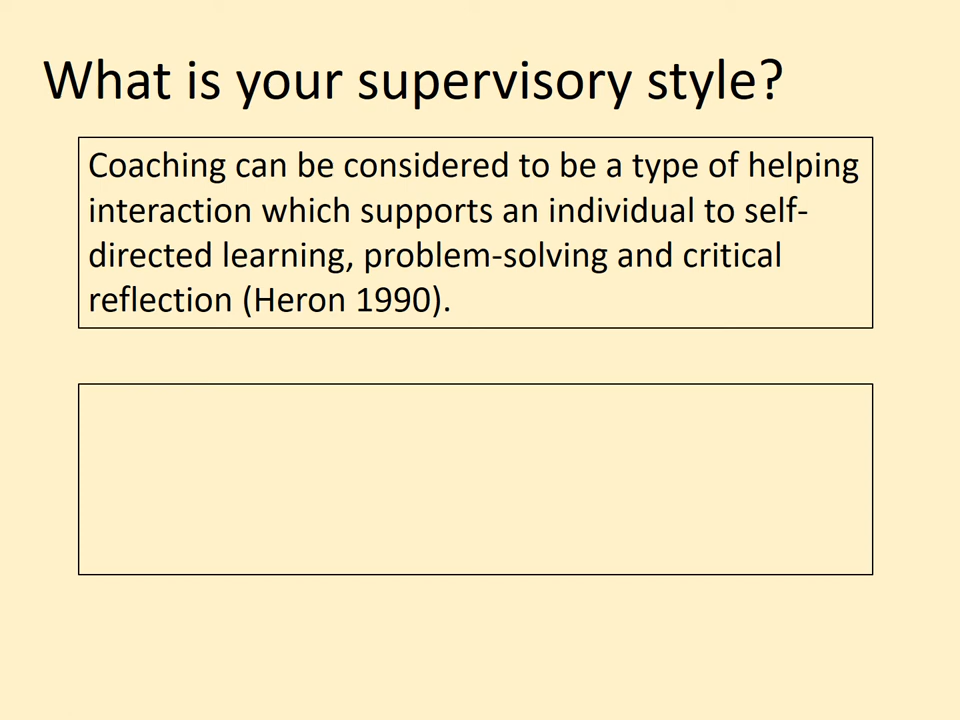 What is your supervisory style?
Coaching can be considered to be a type of helping
interaction which supports an individual to self-
directed learning, problem-solving and critical
reflection (Heron 1990).